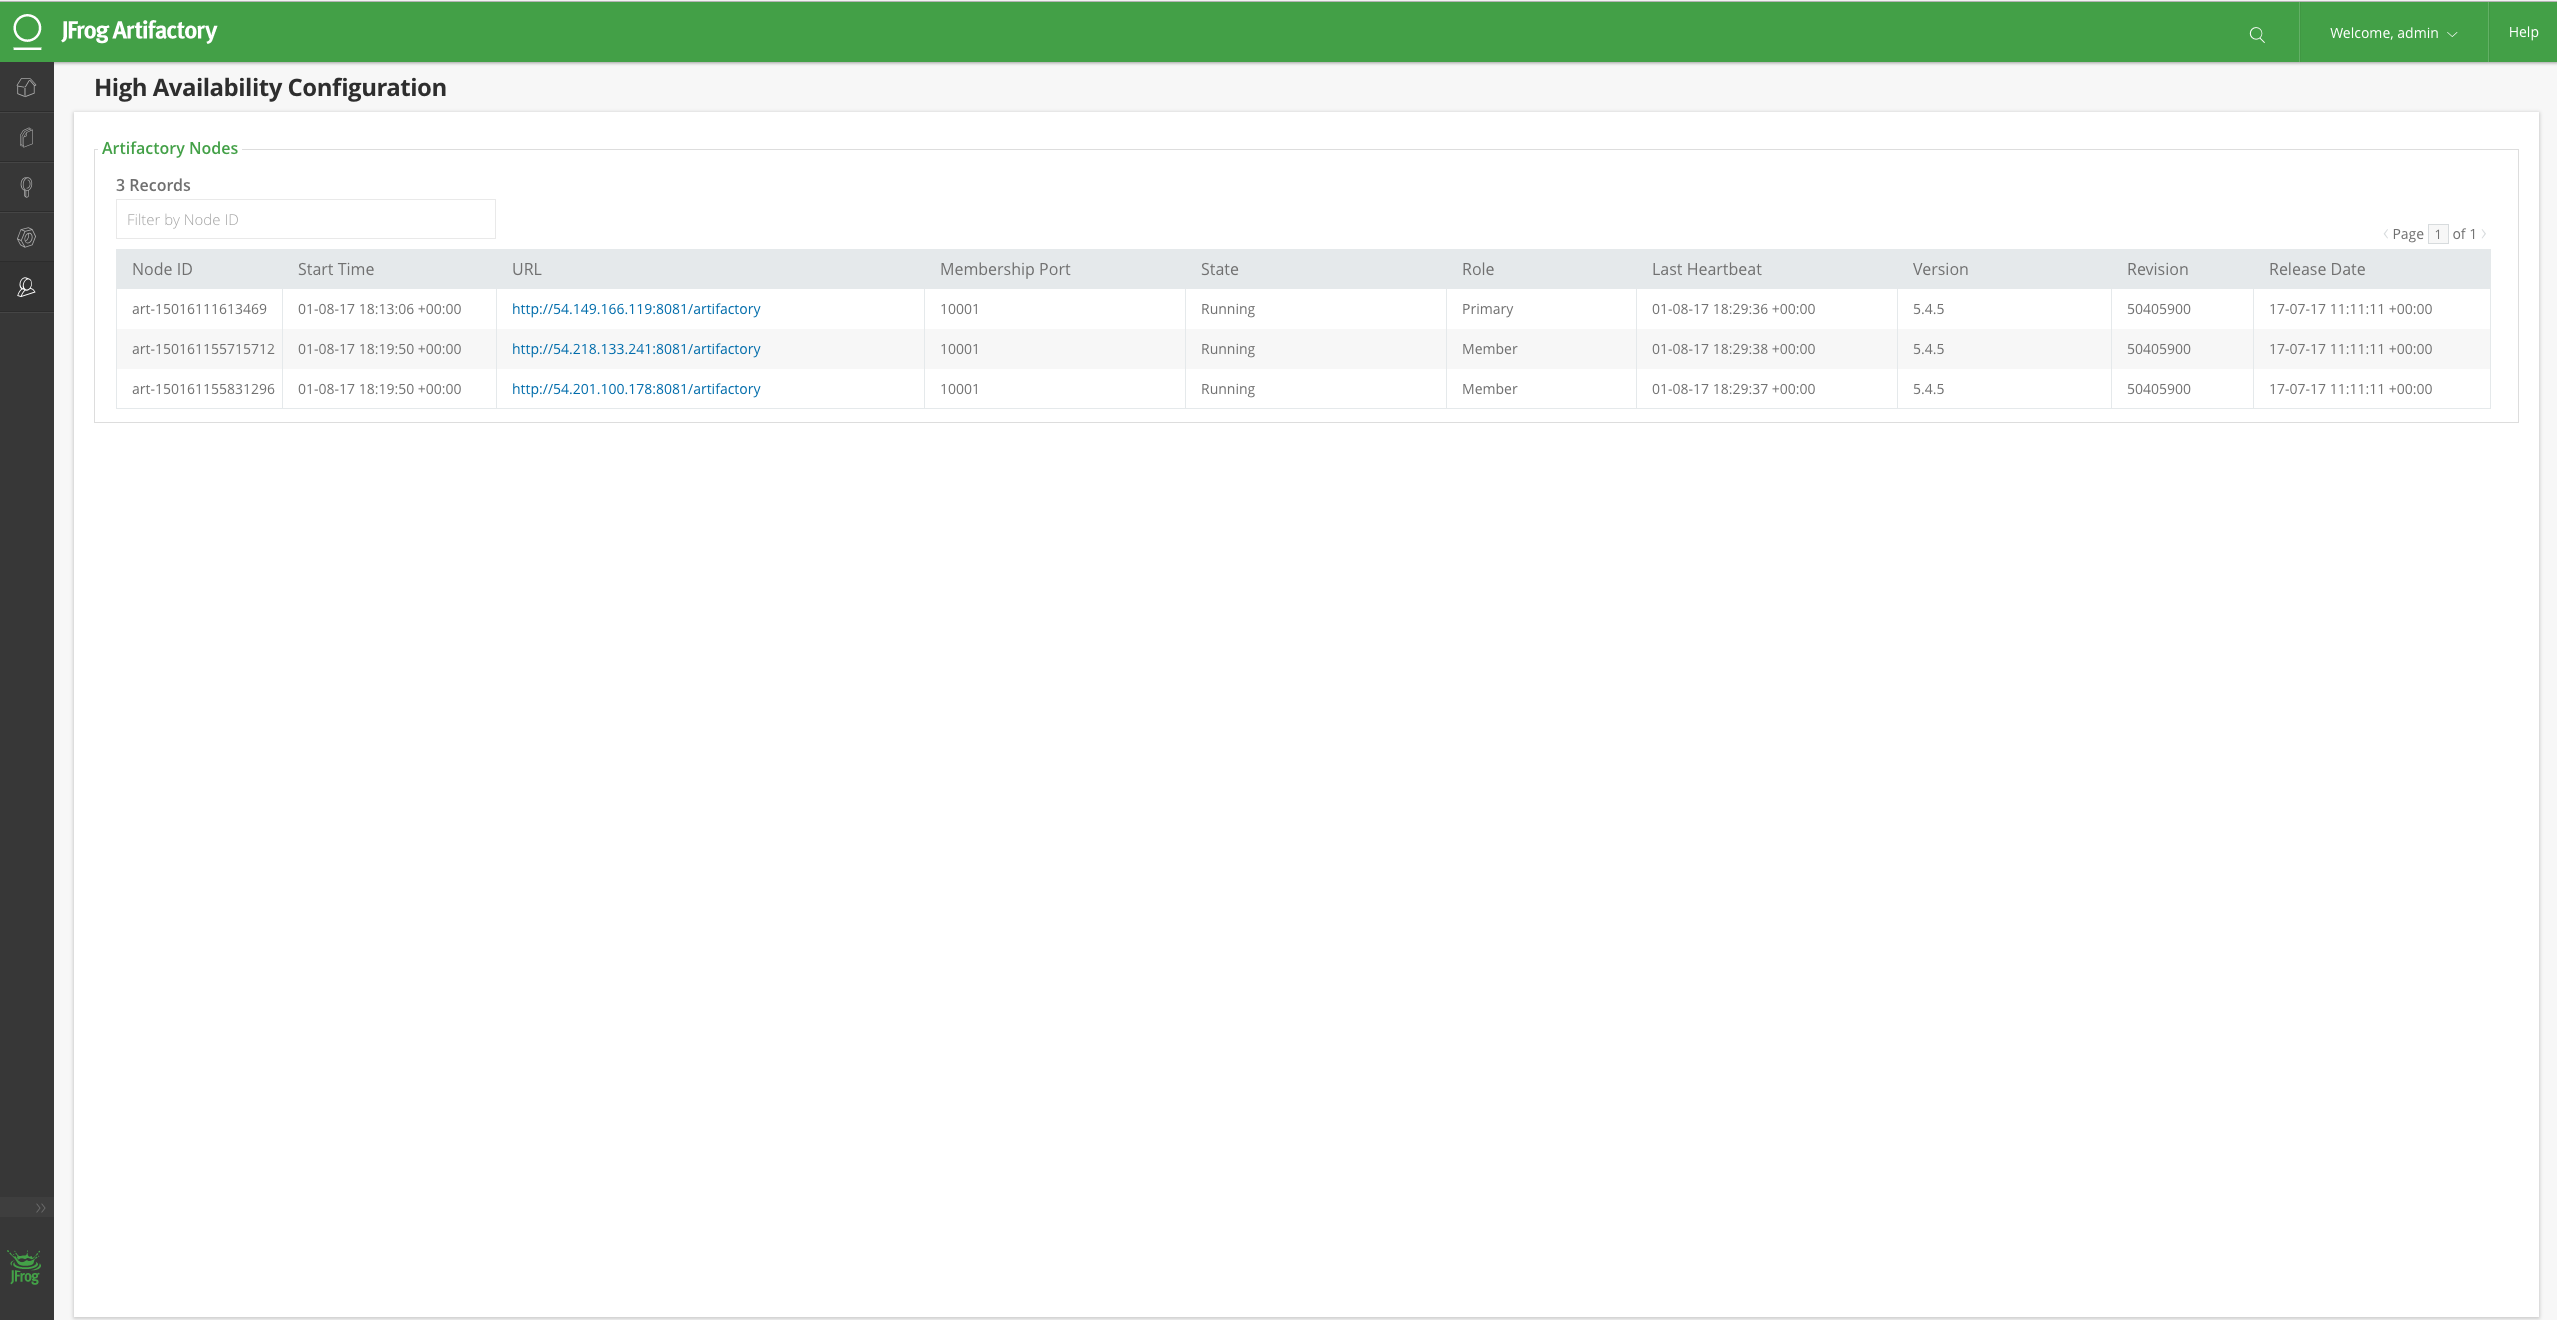 JFrog Artifactory
Welcome, admin
Help
High Availability Configuration
Artifactory Nodes
3 Records
Filter by Node ID
Page 1 of 1
Node ID Start Time URL Membership Port State Role Last Heartbeat Version Revision Release Date
art-15016111613469 01-08-17 18:13:06 +00:00 http://54.149.166.119:8081/artifactory 10001 Running Primary 01-08-17 18:29:36 +00:00 5.4.5 50405900 17-07-17 11:11:11 +00:00
art-150161155715712 01-08-17 18:19:50 +00:00 http://54.218.133.241:8081/artifactory 10001 Running Member 01-08-17 18:29:38 +00:00 5.4.5 50405900 17-07-17 11:11:11 +00:00
art-150161155831296 01-08-17 18:19:50 +00:00 http://54.201.100.178:8081/artifactory 10001 Running Member 01-08-17 18:29:37 +00:00 5.4.5 50405900 17-07-17 11:11:11 +00:00
JFrog